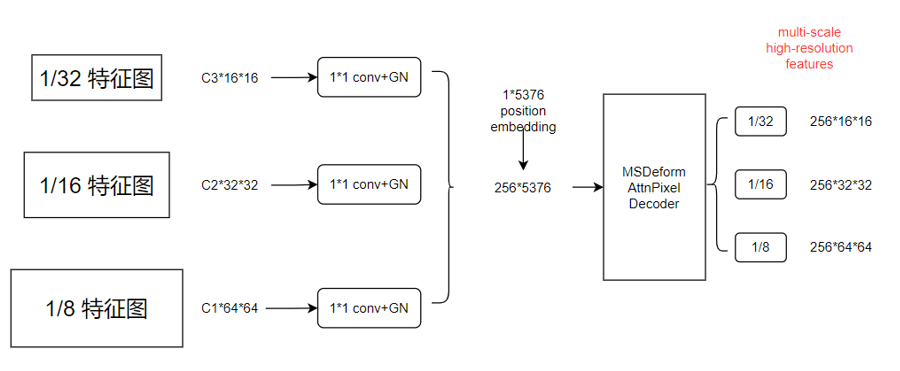 multi-scale
high-resolution
features
1/32 特征图
C3*16*16
1*1 conv+GN
1*5376
position
embedding
1/32
256*16*16
1/16 特征图
C2*32*32
1*1 conv+GN
256*5376
MSDeform
AttnPixel
Decoder
1/16
256*32*32
1/8
256*64*64
1/8 特征图
C1*64*64
1*1 conv+GN